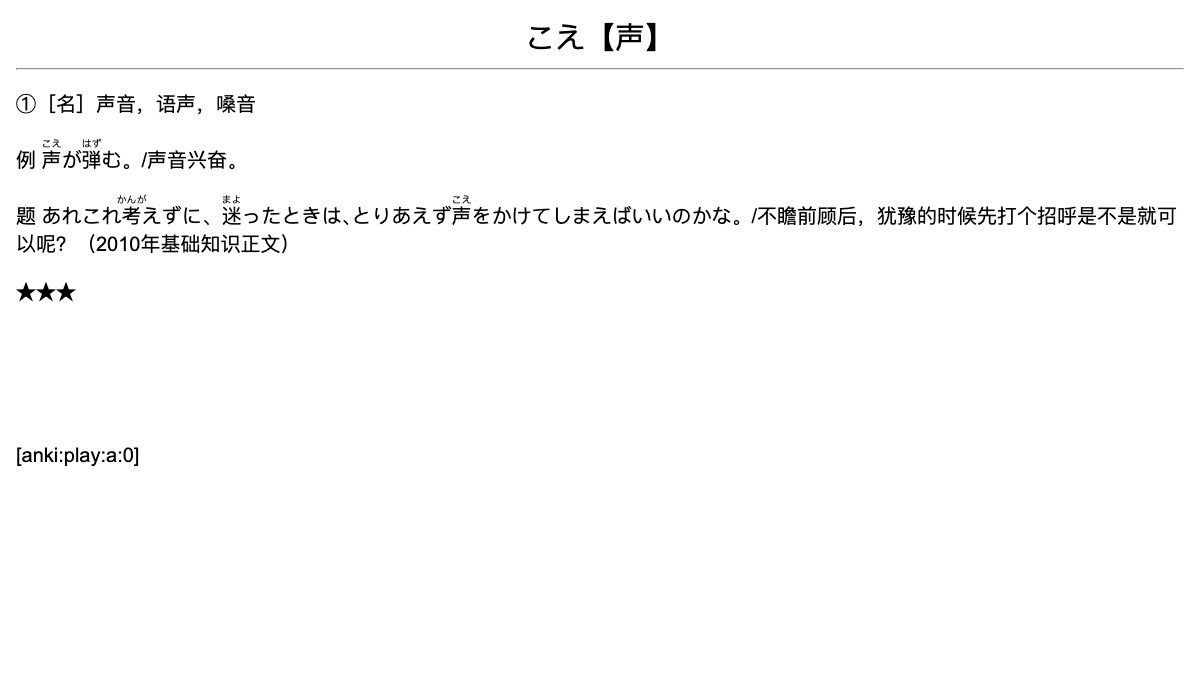 こえ【声】
①［名］声音，语声，嗓音
こえ はず
例 声が弾む。/声音兴奋。
かんが まよ こえ
题 あれこれ考えずに、迷ったときは、とりあえず声をかけてしまえばいいのかな。/不瞻前顾后，犹豫的时候先打个招呼是不是就可
以呢？（2010年基础知识正文）
★★★
[anki:play:a:0]